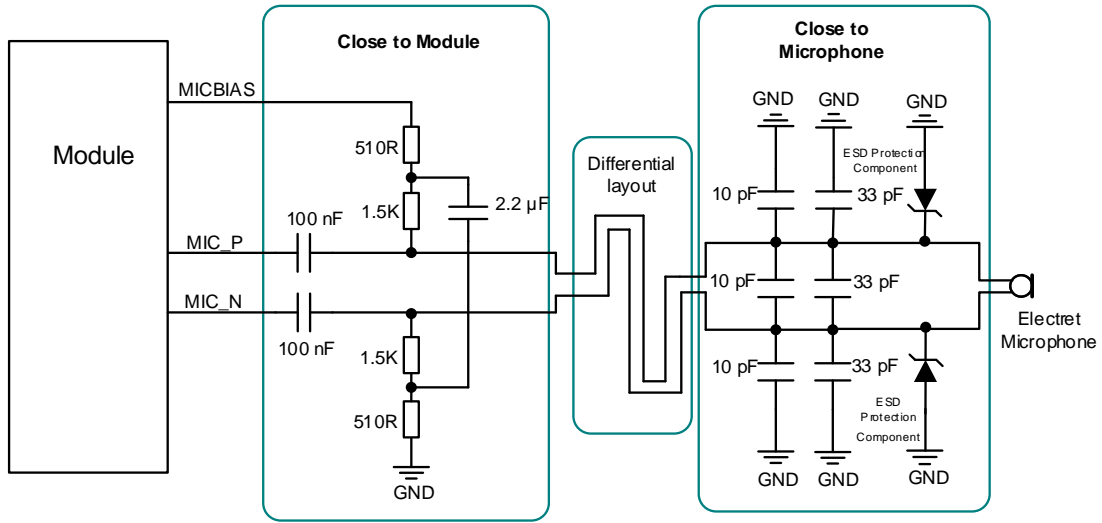 Close to Module
Close to
Microphone
MICBIAS
Module
510R
1.5K
2.2 µF
100 nF
MIC_P
MIC_N
100 nF
1.5K
510R
GND
Differential
layout
GND
GND
GND
ESD Protection
Component
10 pF
33 pF
10 pF
33 pF
10 pF
33 pF
ESD
Protection
Component
GND
GND
GND
Electret
Microphone